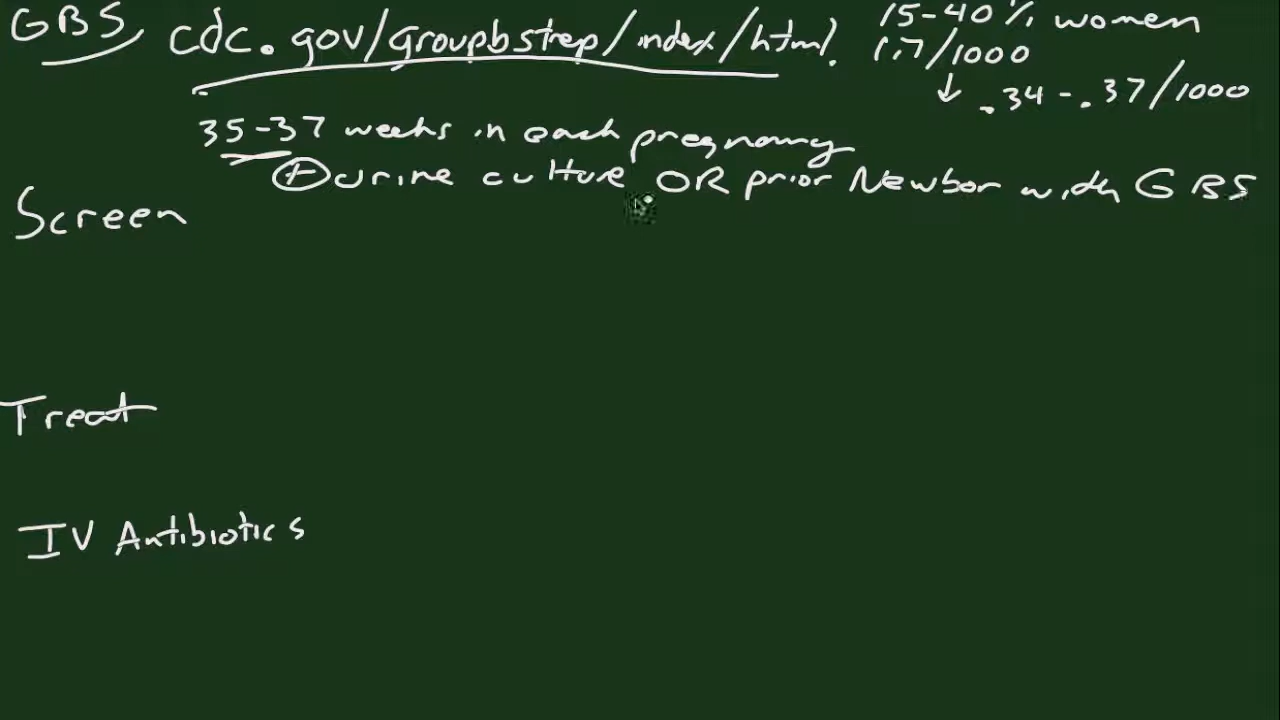 GBS cdc.gov/groupbstrep/index/html.
15-40% women
1.7/1000
↓ .34-.37/1000
35-37 weeks in each pregnancy
⊕ urine culture OR prior Newbor with GBS
Screen
Treat
IV Antibiotics